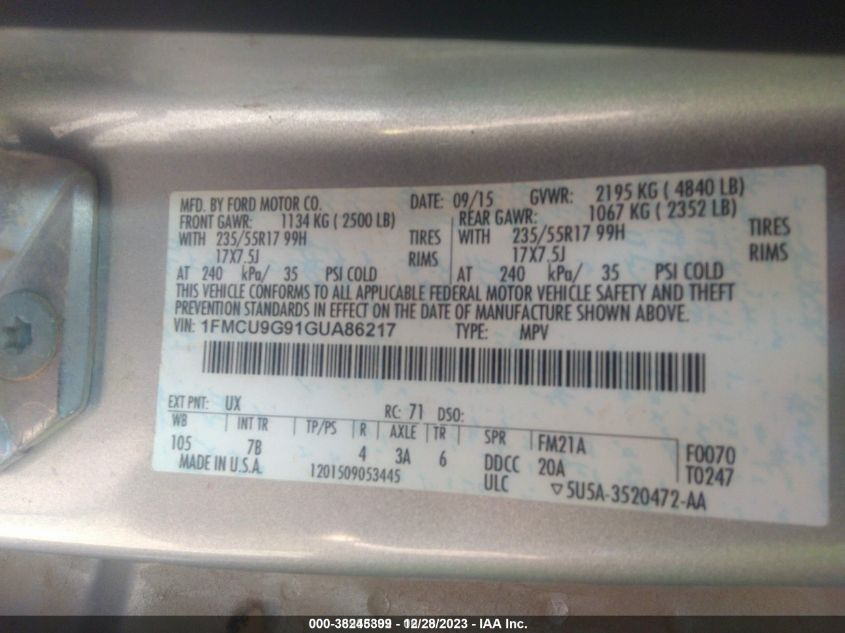 MFD. BY FORD MOTOR CO. DATE: 09/15 GVWR: 2195 KG ( 4840 LB)
FRONT GAWR: 1134 KG ( 2500 LB) REAR GAWR: 1067 KG ( 2352 LB)
WITH 235/55R17 99H TIRES WITH 235/55R17 99H TIRES
17X7.5J RIMS 17X7.5J RIMS
AT 240 kPa/ 35 PSI COLD AT 240 kPa/ 35 PSI COLD
THIS VEHICLE CONFORMS TO ALL APPLICABLE FEDERAL MOTOR VEHICLE SAFETY AND THEFT
PREVENTION STANDARDS IN EFFECT ON THE DATE OF MANUFACTURE SHOWN ABOVE.
VIN: 1FMCU9G91GUA86217 TYPE: MPV
EXT PNT: UX RC: 71 DSO:
WB INT TR TP/PS R AXLE TR SPR FM21A F0070
105 7B 4 3A 6 DDCC 20A T0247
MADE IN U.S.A. 1201509053445 ULC ▽5U5A-3520472-AA
12/28/2023 - IAA Inc.